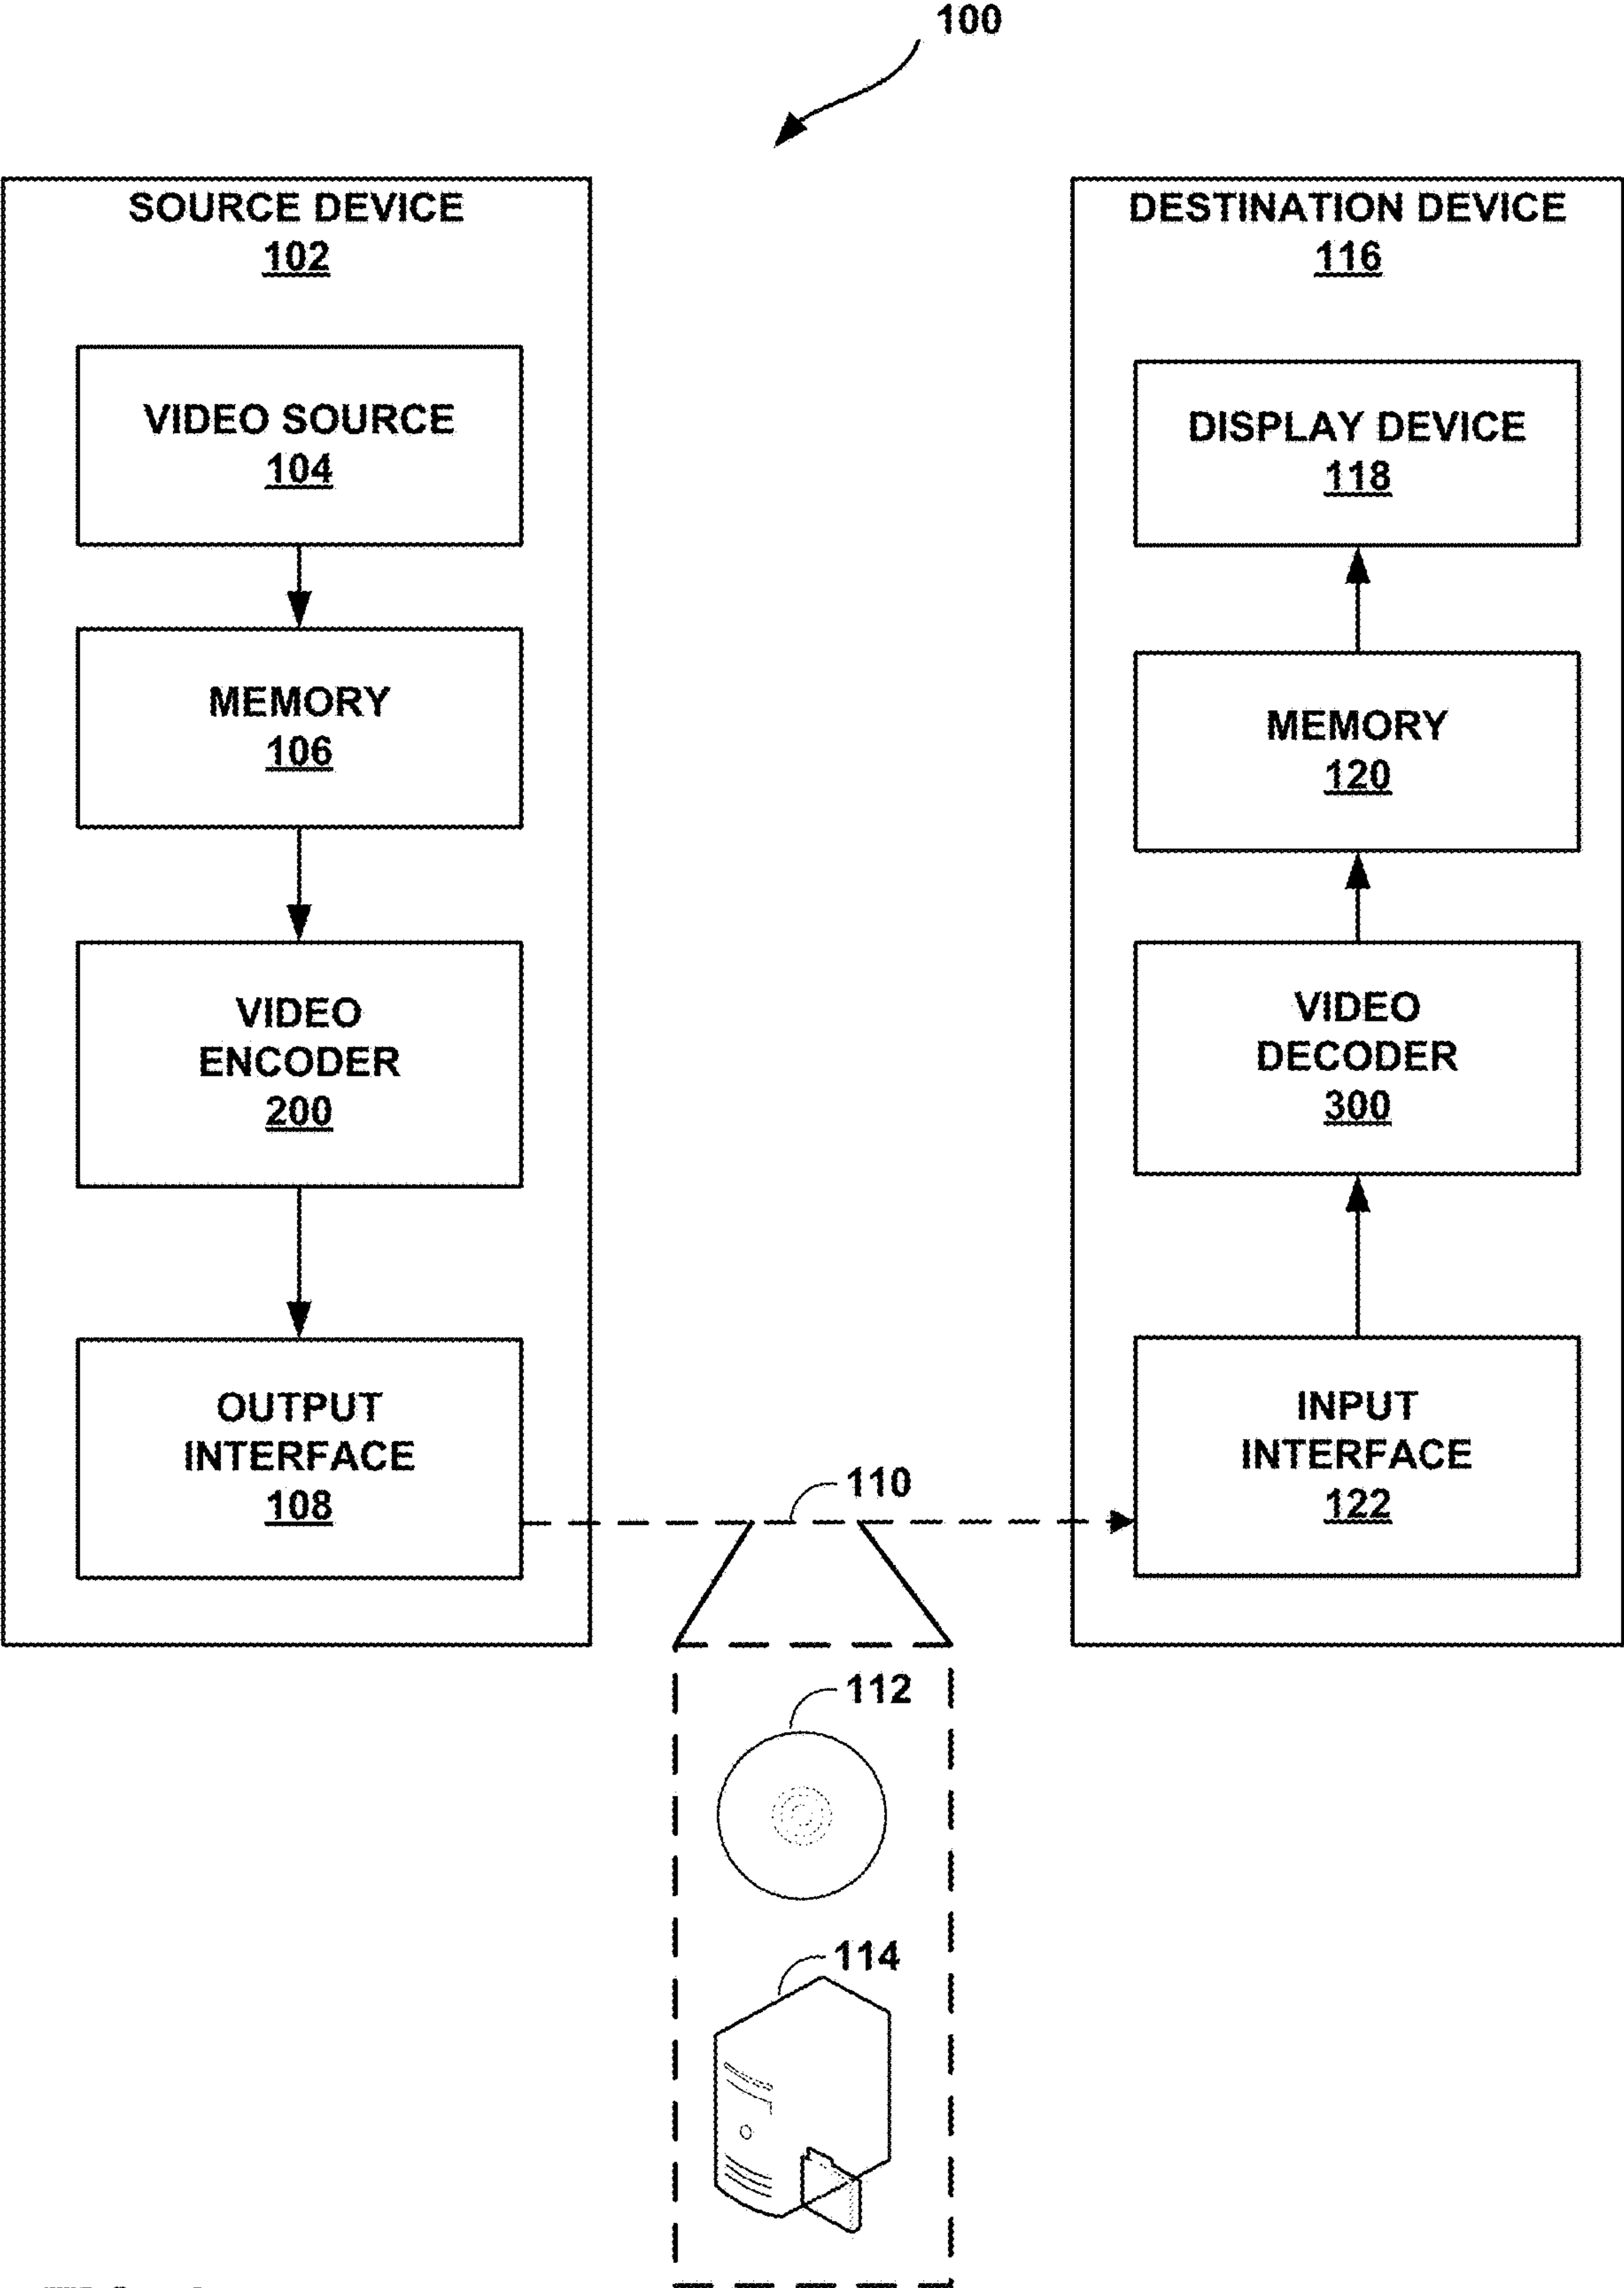 100
SOURCE DEVICE
102
VIDEO SOURCE
104
MEMORY
106
VIDEO
ENCODER
200
OUTPUT
INTERFACE
108
DESTINATION DEVICE
116
DISPLAY DEVICE
118
MEMORY
120
VIDEO
DECODER
300
INPUT
INTERFACE
122
110
112
114